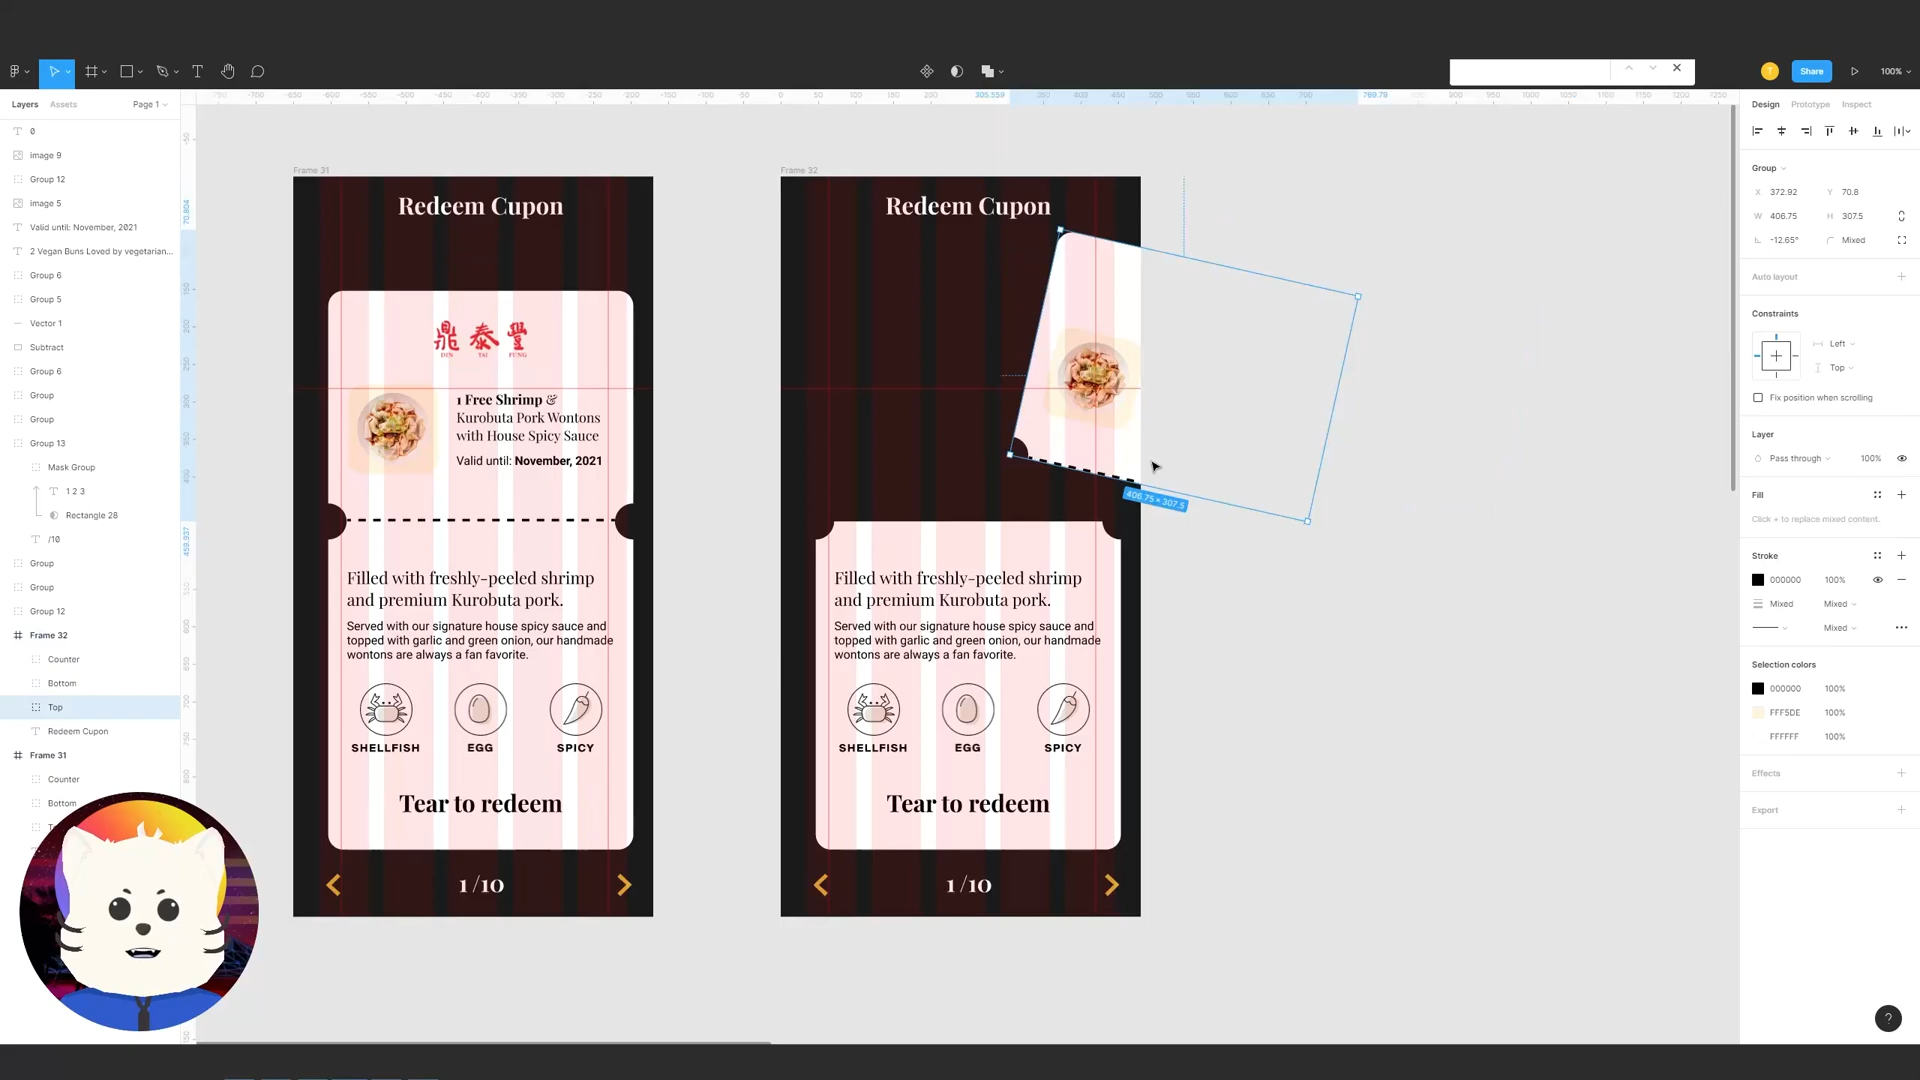 100%
Share
Layers
Assets
Page 1
0
image 9
Group 12
image 5
Valid until: November, 2021
2 Vegan Buns Loved by vegetarian...
Group 6
Group 5
Vector 1
Subtract
Group 6
Group
Group
Group 13
Mask Group
1 2 3
Rectangle 28
/10
Group
Group
Group 12
Frame 32
Counter
Bottom
Top
Redeem Cupon
Frame 31
Counter
Bottom
305.559
769.79
70.804
459.937
Frame 31
Redeem Cupon
鼎泰豐
DIN TAI FUNG
1 Free Shrimp &
Kurobuta Pork Wontons
with House Spicy Sauce
Valid until: November, 2021
Filled with freshly-peeled shrimp
and premium Kurobuta pork.
Served with our signature house spicy sauce and
topped with garlic and green onion, our handmade
wontons are always a fan favorite.
SHELLFISH
EGG
SPICY
Tear to redeem
1 /10
Frame 32
Redeem Cupon
406.75 × 307.5
Filled with freshly-peeled shrimp
and premium Kurobuta pork.
Served with our signature house spicy sauce and
topped with garlic and green onion, our handmade
wontons are always a fan favorite.
SHELLFISH
EGG
SPICY
Tear to redeem
1 /10
Design
Prototype
Inspect
Group
X 372.92 Y 70.8
W 406.75 H 307.5
-12.65° Mixed
Auto layout
Constraints
Left
Top
Fix position when scrolling
Layer
Pass through 100%
Fill
Click + to replace mixed content.
Stroke
000000 100%
Mixed Mixed
Mixed
Selection colors
000000 100%
FFF5DE 100%
FFFFFF 100%
Effects
Export
?